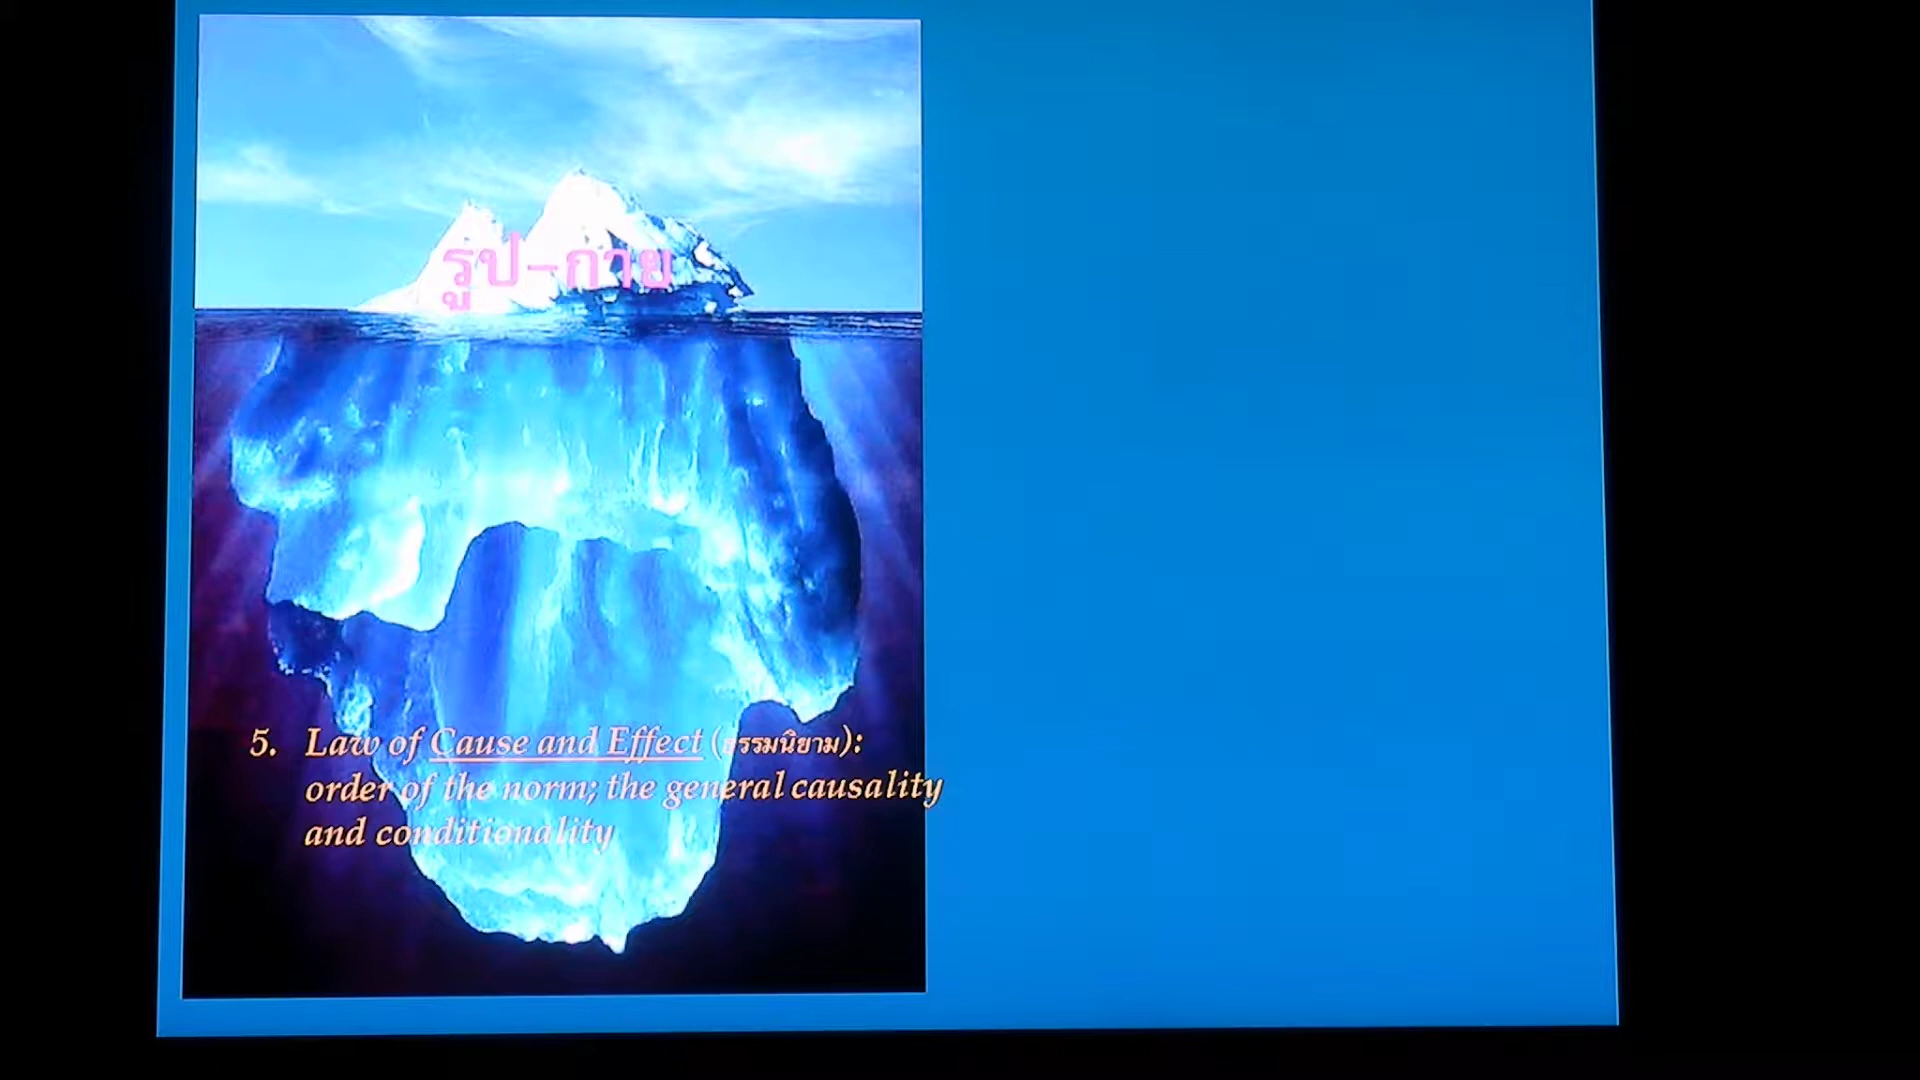 รูป-กาย
5. Law of Cause and Effect (ธรรมนิยาม):
order of the norm; the general causality
and conditionality